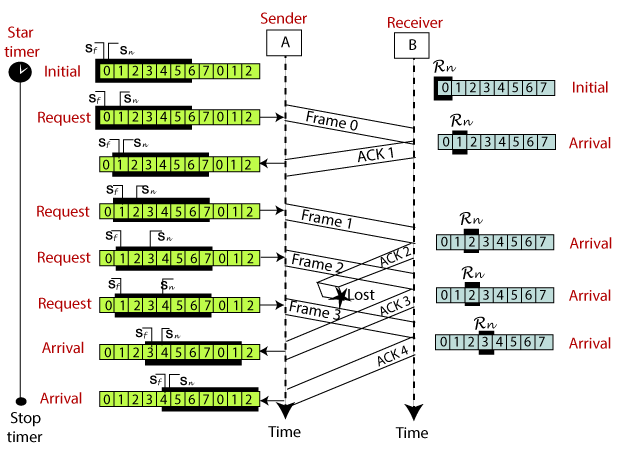 Sender
Receiver
Star
timer
A
B
Sf
Sn
Rn
Initial
0 1 2 3 4 5 6 7 0 1 2
0 1 2 3 4 5 6 7
Initial
Sf
Sn
Request
0 1 2 3 4 5 6 7 0 1 2
Frame 0
Rn
Sf
Sn
0 1 2 3 4 5 6 7 0 1 2
ACK 1
0 1 2 3 4 5 6 7
Arrival
Sf
Sn
Request
0 1 2 3 4 5 6 7 0 1 2
Frame 1
Rn
Sf
Sn
0 1 2 3 4 5 6 7
Arrival
Request
0 1 2 3 4 5 6 7 0 1 2
Frame 2
ACK 2
Rn
Sf
Sn
Lost
0 1 2 3 4 5 6 7
Arrival
Request
0 1 2 3 4 5 6 7 0 1 2
Frame 3
ACK 3
Rn
Sf
Sn
0 1 2 3 4 5 6 7
Arrival
Arrival
0 1 2 3 4 5 6 7 0 1 2
ACK 4
Sf
Sn
Arrival
0 1 2 3 4 5 6 7 0 1 2
Stop
timer
Time
Time